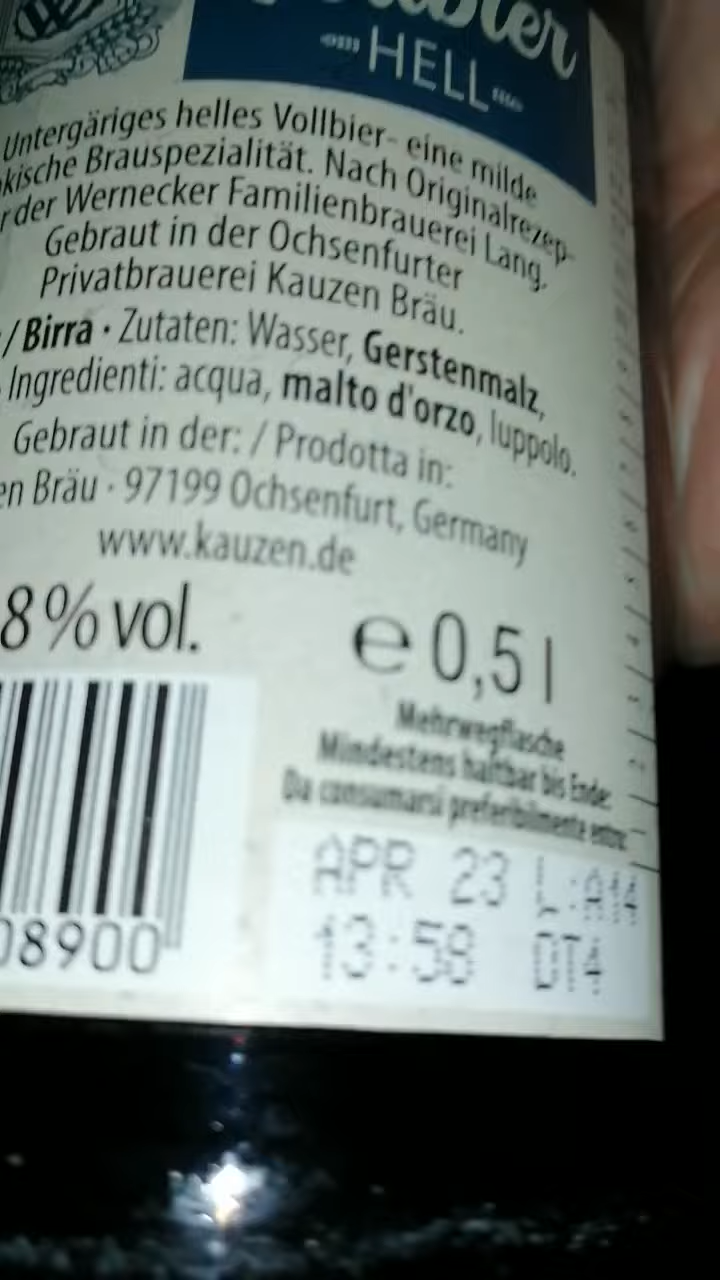 HELL
Untergäriges helles Vollbier- eine milde
kische Brauspezialität. Nach Originalrezep-
r der Wernecker Familienbrauerei Lang.
Gebraut in der Ochsenfurter
Privatbrauerei Kauzen Bräu.
/ Birra · Zutaten: Wasser, Gerstenmalz,
Ingredienti: acqua, malto d'orzo, luppolo.
Gebraut in der: / Prodotta in:
en Bräu · 97199 Ochsenfurt, Germany
www.kauzen.de
8% vol.
e 0,5 l
Mehrwegflasche
Mindestens haltbar bis Ende:
Da consumarsi preferibilmente entro:
APR 23
13:58 DT4
08900